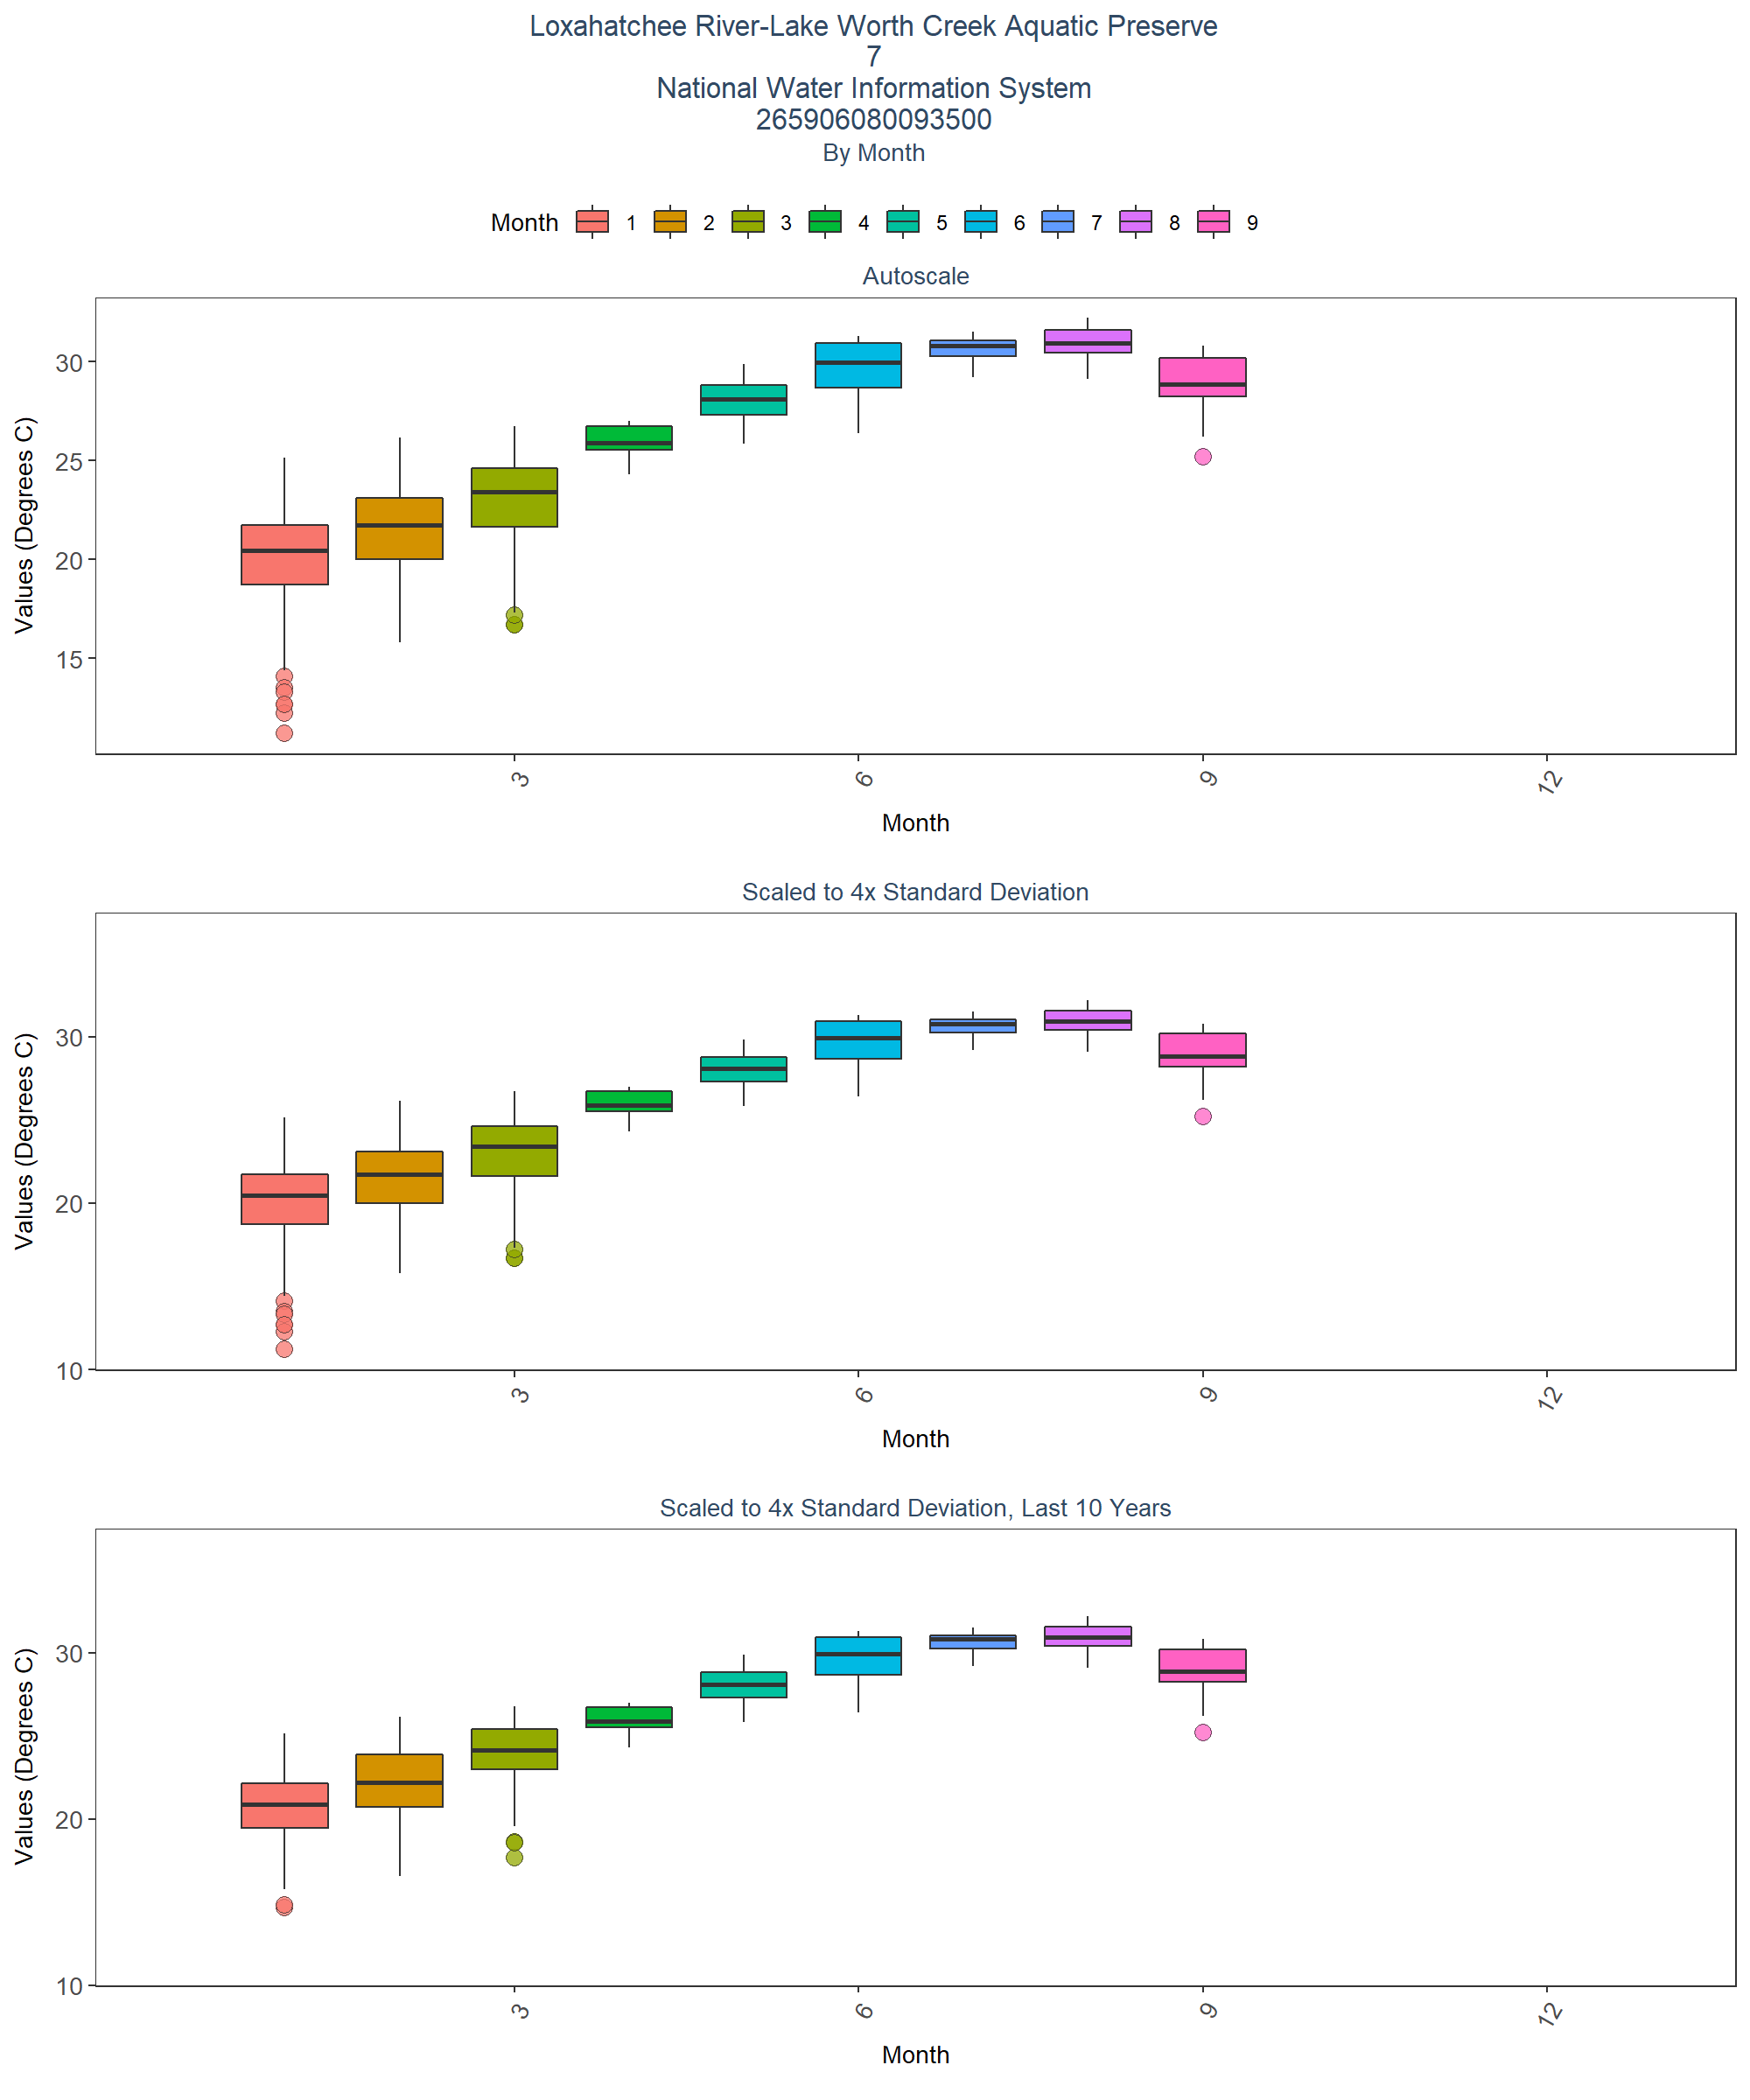 Loxahatchee River-Lake Worth Creek Aquatic Preserve
7
National Water Information System
265906080093500
By Month
Month 1 2 3 4 5 6 7 8 9
Autoscale
Values (Degrees C)
30
25
20
15
3 6 9 12
Month
Scaled to 4x Standard Deviation
Values (Degrees C)
30
20
10
3 6 9 12
Month
Scaled to 4x Standard Deviation, Last 10 Years
Values (Degrees C)
30
20
10
3 6 9 12
Month